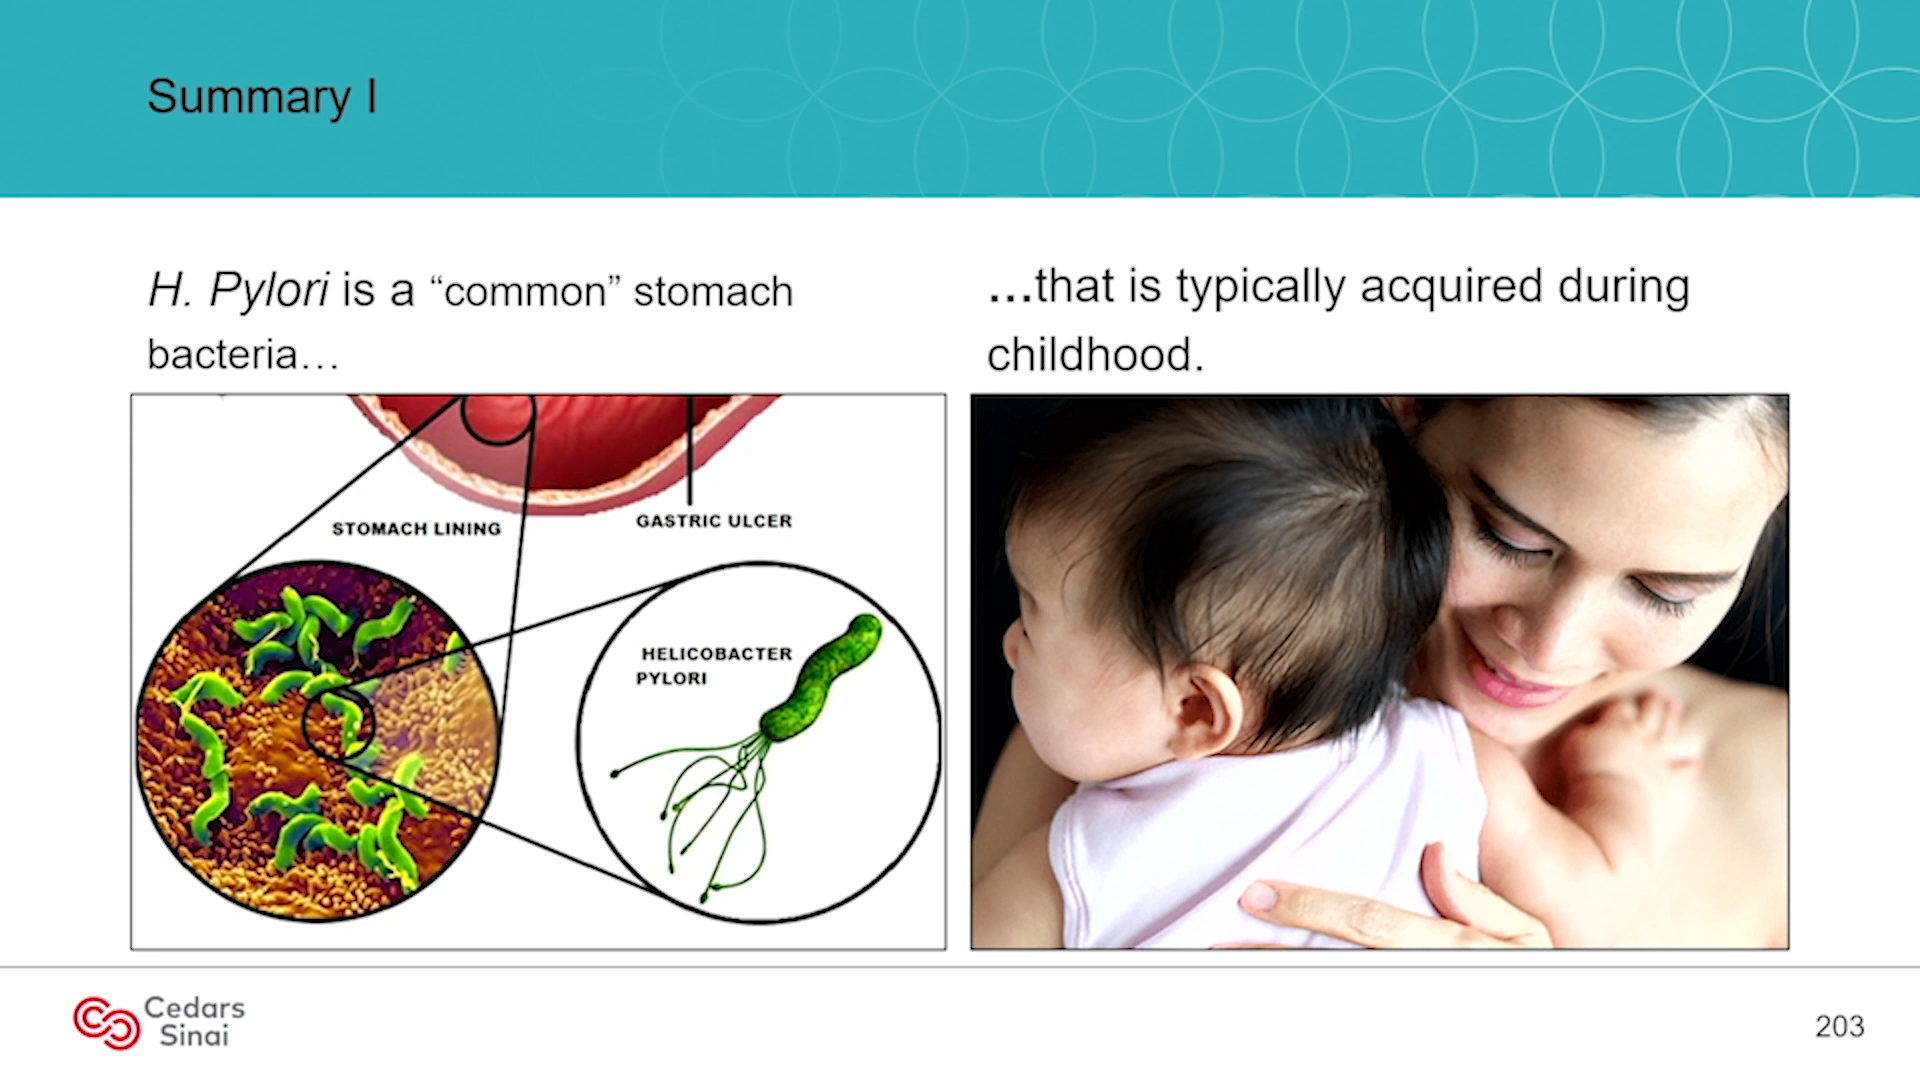 Summary I
H. Pylori is a “common” stomach
bacteria…
…that is typically acquired during
childhood.
STOMACH LINING
GASTRIC ULCER
HELICOBACTER
PYLORI
Cedars
Sinai
203